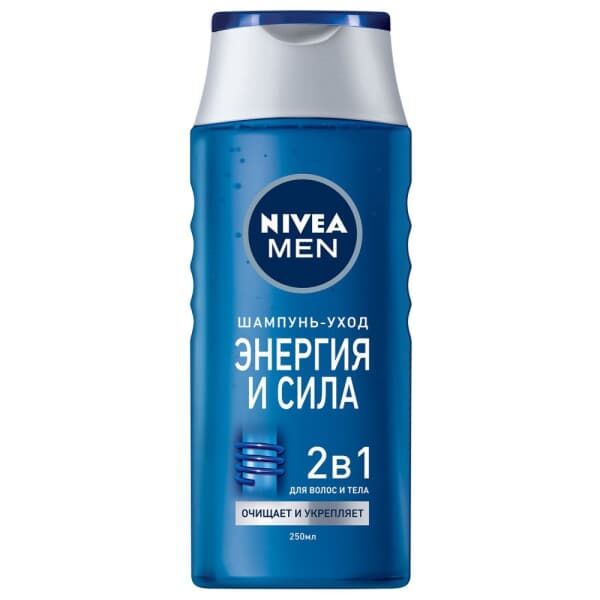 NIVEA
MEN
ШАМПУНЬ-УХОД
ЭНЕРГИЯ
И СИЛА
2в1
ДЛЯ ВОЛОС И ТЕЛА
ОЧИЩАЕТ И УКРЕПЛЯЕТ
250мл